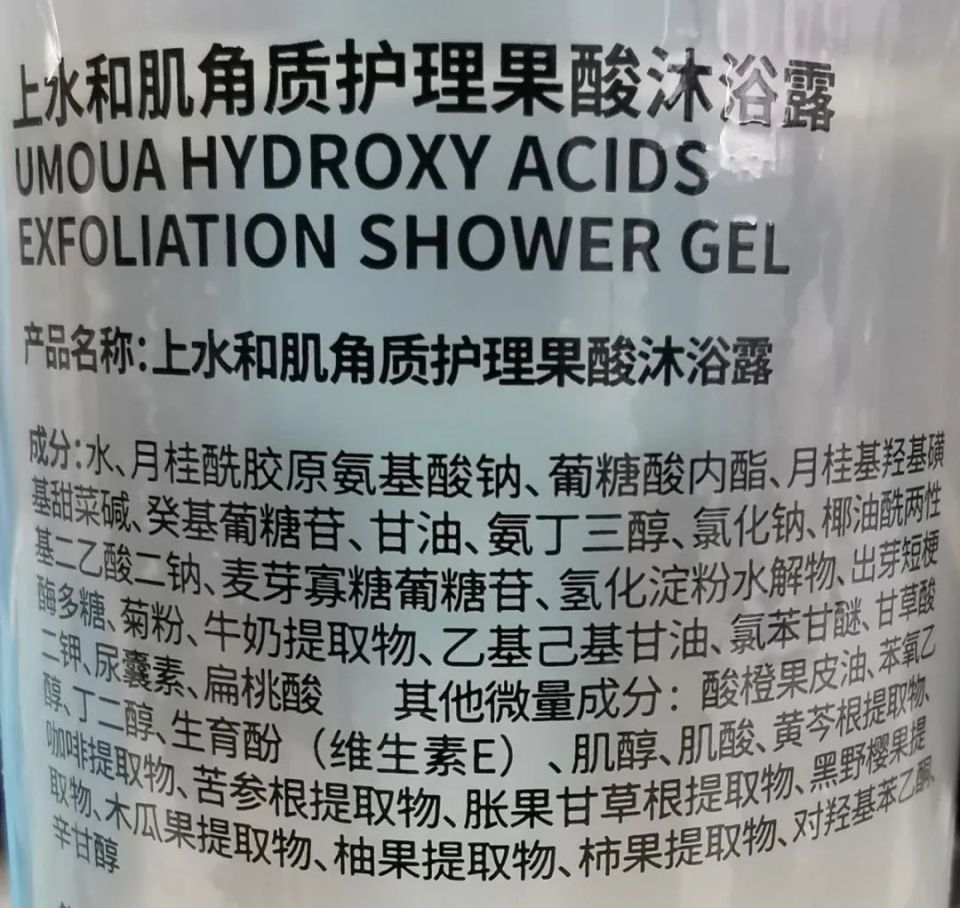 上水和肌角质护理果酸沐浴露
UMOUA HYDROXY ACIDS
EXFOLIATION SHOWER GEL
产品名称：上水和肌角质护理果酸沐浴露
成分：水、月桂酰胶原氨基酸钠、葡糖酸内酯、月桂基羟基磺
基甜菜碱、癸基葡糖苷、甘油、氨丁三醇、氯化钠、椰油酰两性
基二乙酸二钠、麦芽寡糖葡糖苷、氢化淀粉水解物、出芽短梗
酶多糖、菊粉、牛奶提取物、乙基己基甘油、氯苯甘醚、甘草酸
二钾、尿囊素、扁桃酸 其他微量成分：酸橙果皮油、苯氧乙
醇、丁二醇、生育酚（维生素E）、肌醇、肌酸、黄芩根提取物、
咖啡提取物、苦参根提取物、胀果甘草根提取物、黑野樱果提
取物、木瓜果提取物、柚果提取物、柿果提取物、对羟基苯乙酮、
辛甘醇